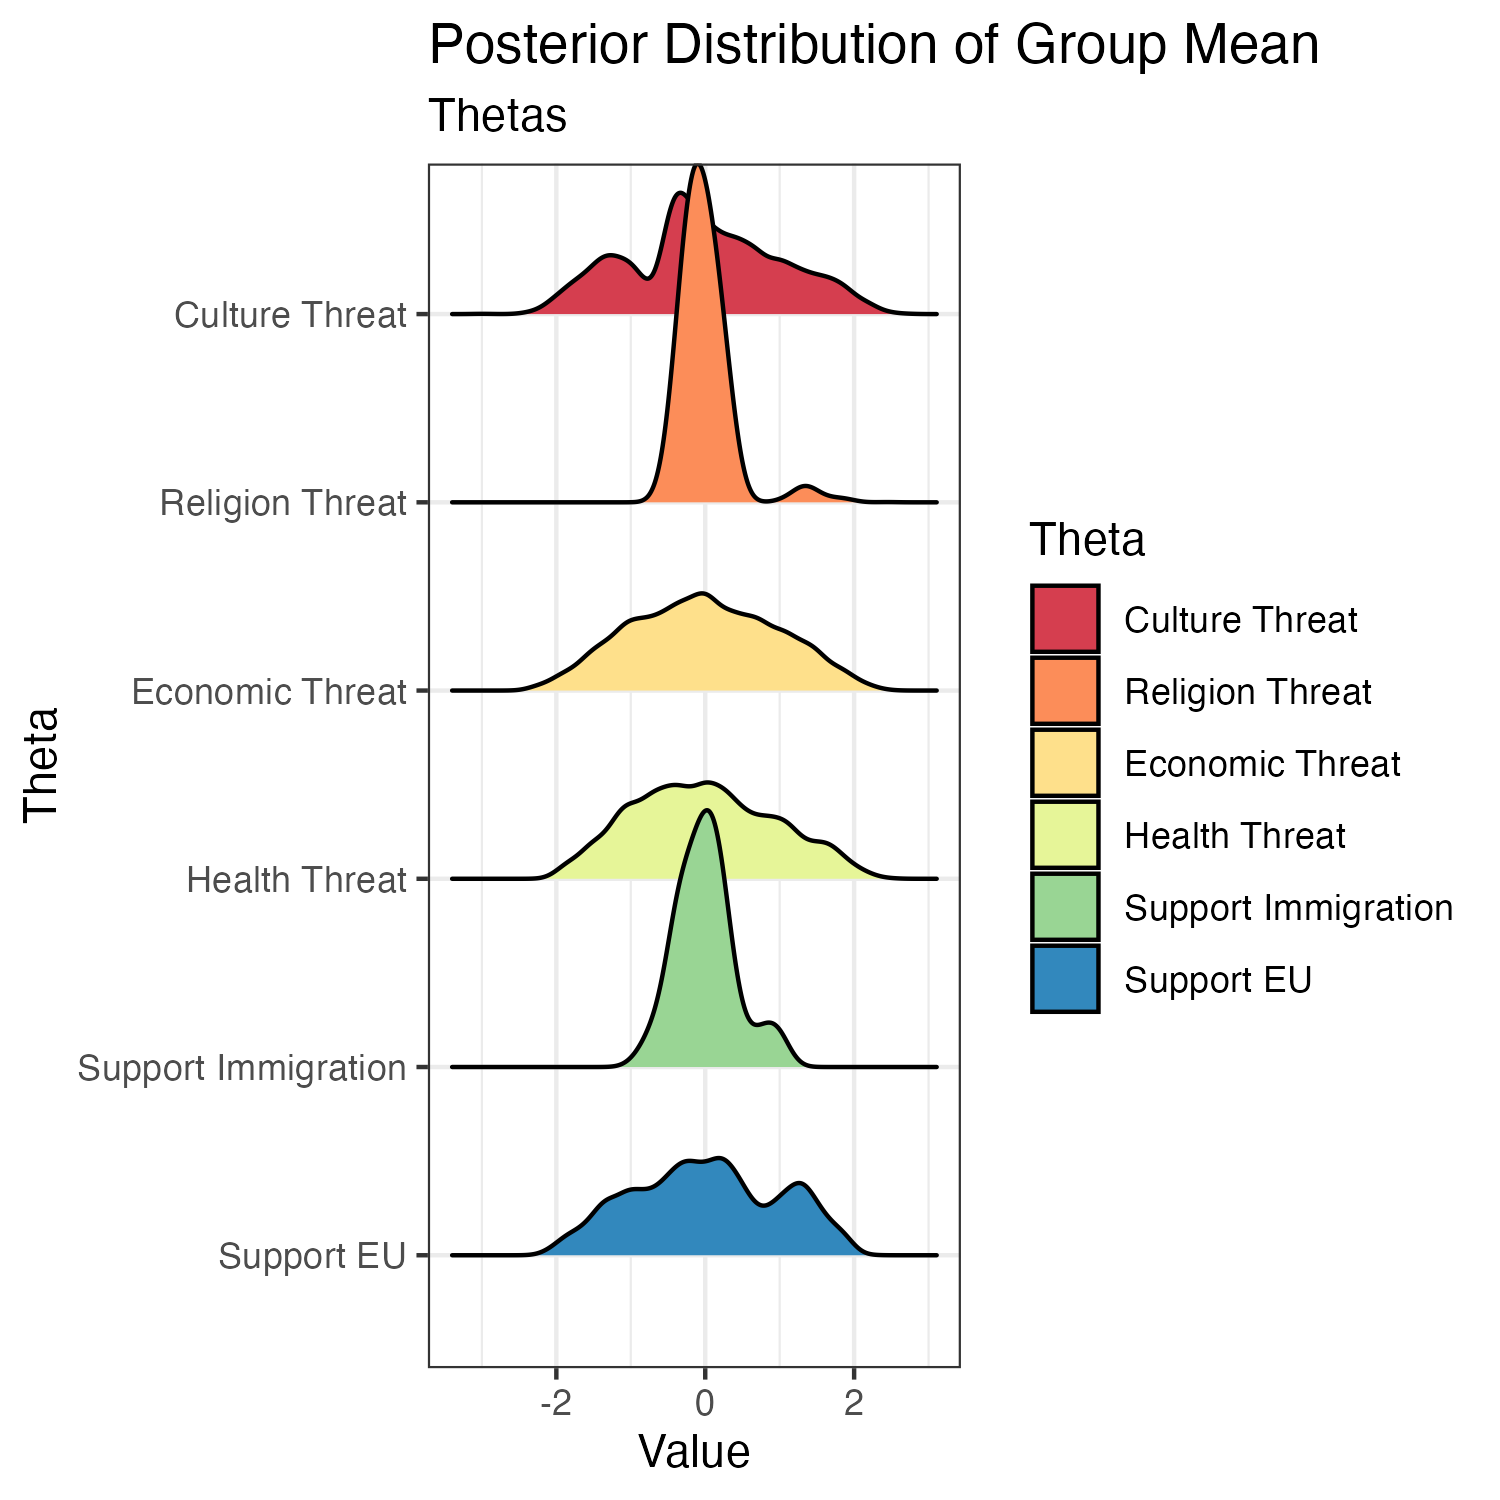 Posterior Distribution of Group Mean
Thetas
Theta
Culture Threat
Religion Threat
Economic Threat
Health Threat
Support Immigration
Support EU
-2 0 2
Value
Theta
Culture Threat
Religion Threat
Economic Threat
Health Threat
Support Immigration
Support EU